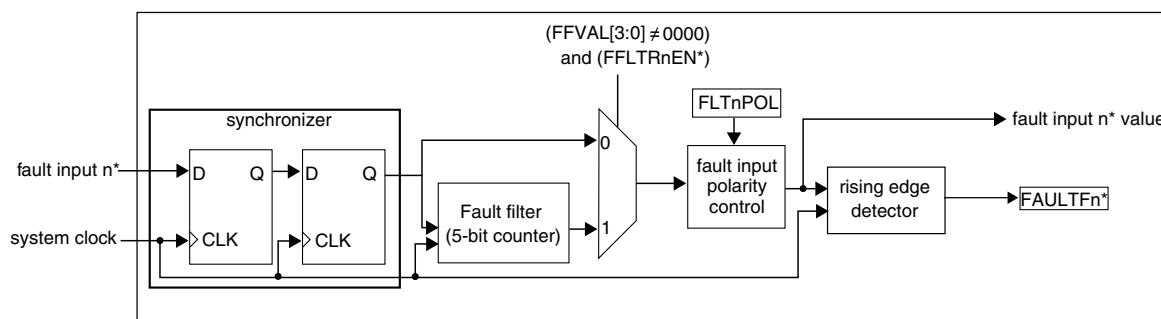 (FFVAL[3:0] ≠ 0000)
and (FFLTRnEN*)
FLTnPOL
synchronizer
fault input n* value
fault input n*
D Q
D Q
0
fault input
polarity
control
rising edge
detector
FAULTFn*
Fault filter
(5-bit counter)
1
system clock
CLK
CLK